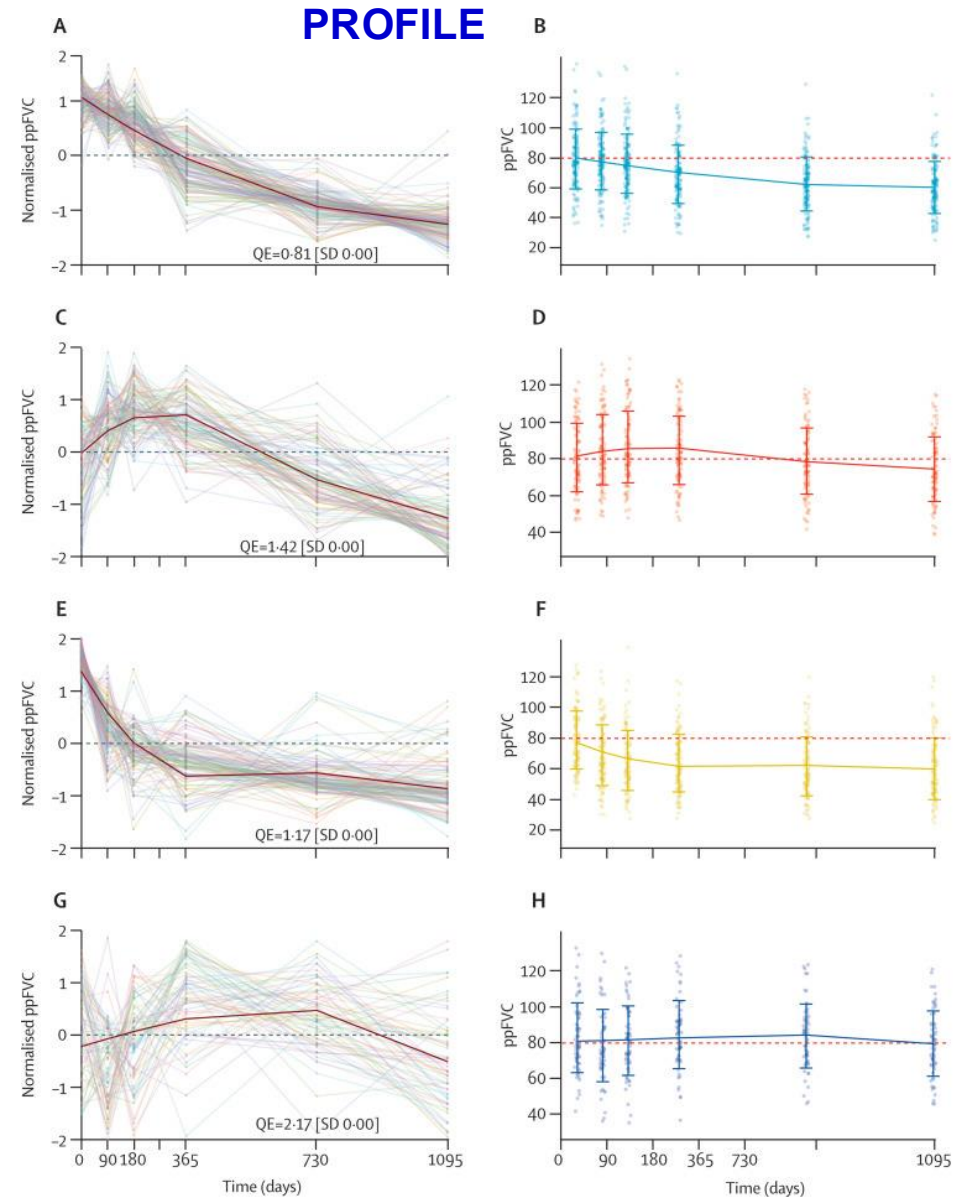 PROFILE
A
B
2
1
0
−1
−2
Normalised ppFVC
QE=0·81 [SD 0·00]
120
100
80
60
40
20
ppFVC
C
D
2
1
0
−1
−2
Normalised ppFVC
QE=1·42 [SD 0·00]
120
100
80
60
40
ppFVC
E
F
2
1
0
−1
−2
Normalised ppFVC
QE=1·17 [SD 0·00]
120
100
80
60
40
20
ppFVC
G
H
2
1
0
−1
−2
Normalised ppFVC
QE=2·17 [SD 0·00]
0 90 180 365 730 1095
Time (days)
120
100
80
60
40
ppFVC
0 90 180 365 730 1095
Time (days)